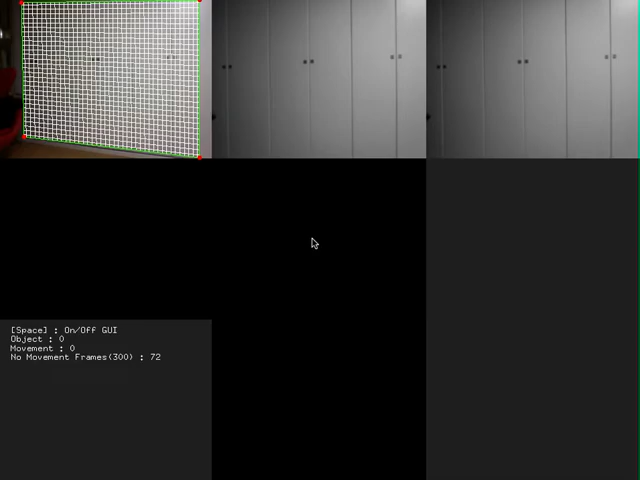 [Space] : On/Off GUI
Object : 0
Movement : 0
No Movement Frames(300) : 72